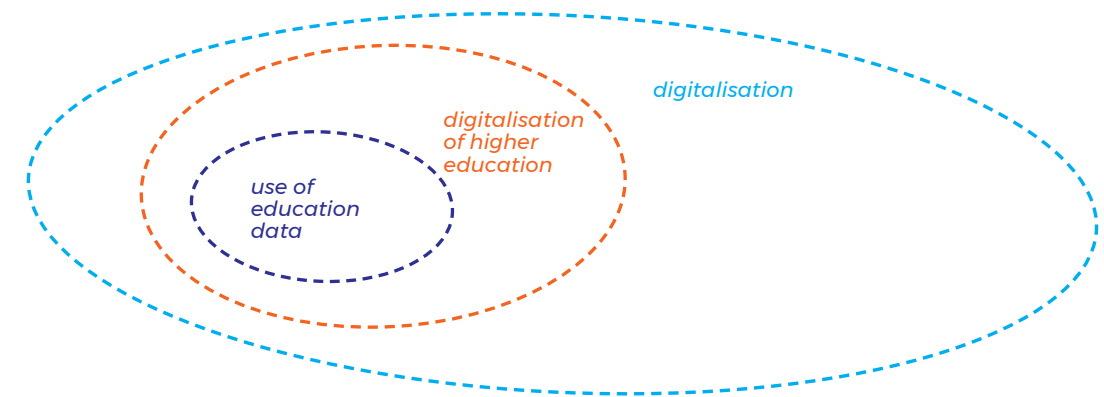 digitalisation
digitalisation
of higher
education
use of
education
data